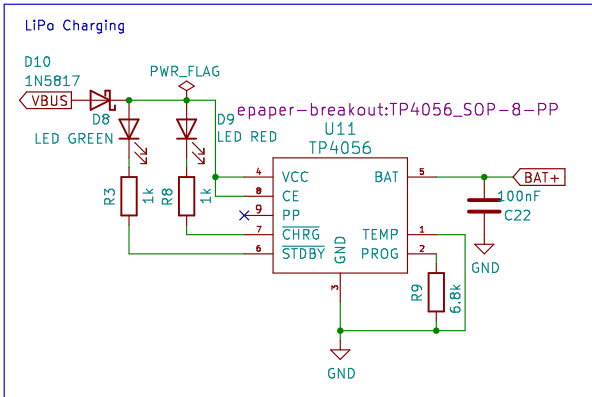 LiPo Charging
D10
1N5817
VBUS
PWR_FLAG
D8
LED GREEN
D9
LED RED
epaper-breakout:TP4056_SOP-8-PP
U11
TP4056
R3
1k
R8
1k
4
VCC
8
CE
9
PP
7
CHRG
6
STDBY
BAT
5
TEMP
1
PROG
2
GND
3
BAT+
100nF
C22
GND
R9
6.8k
GND